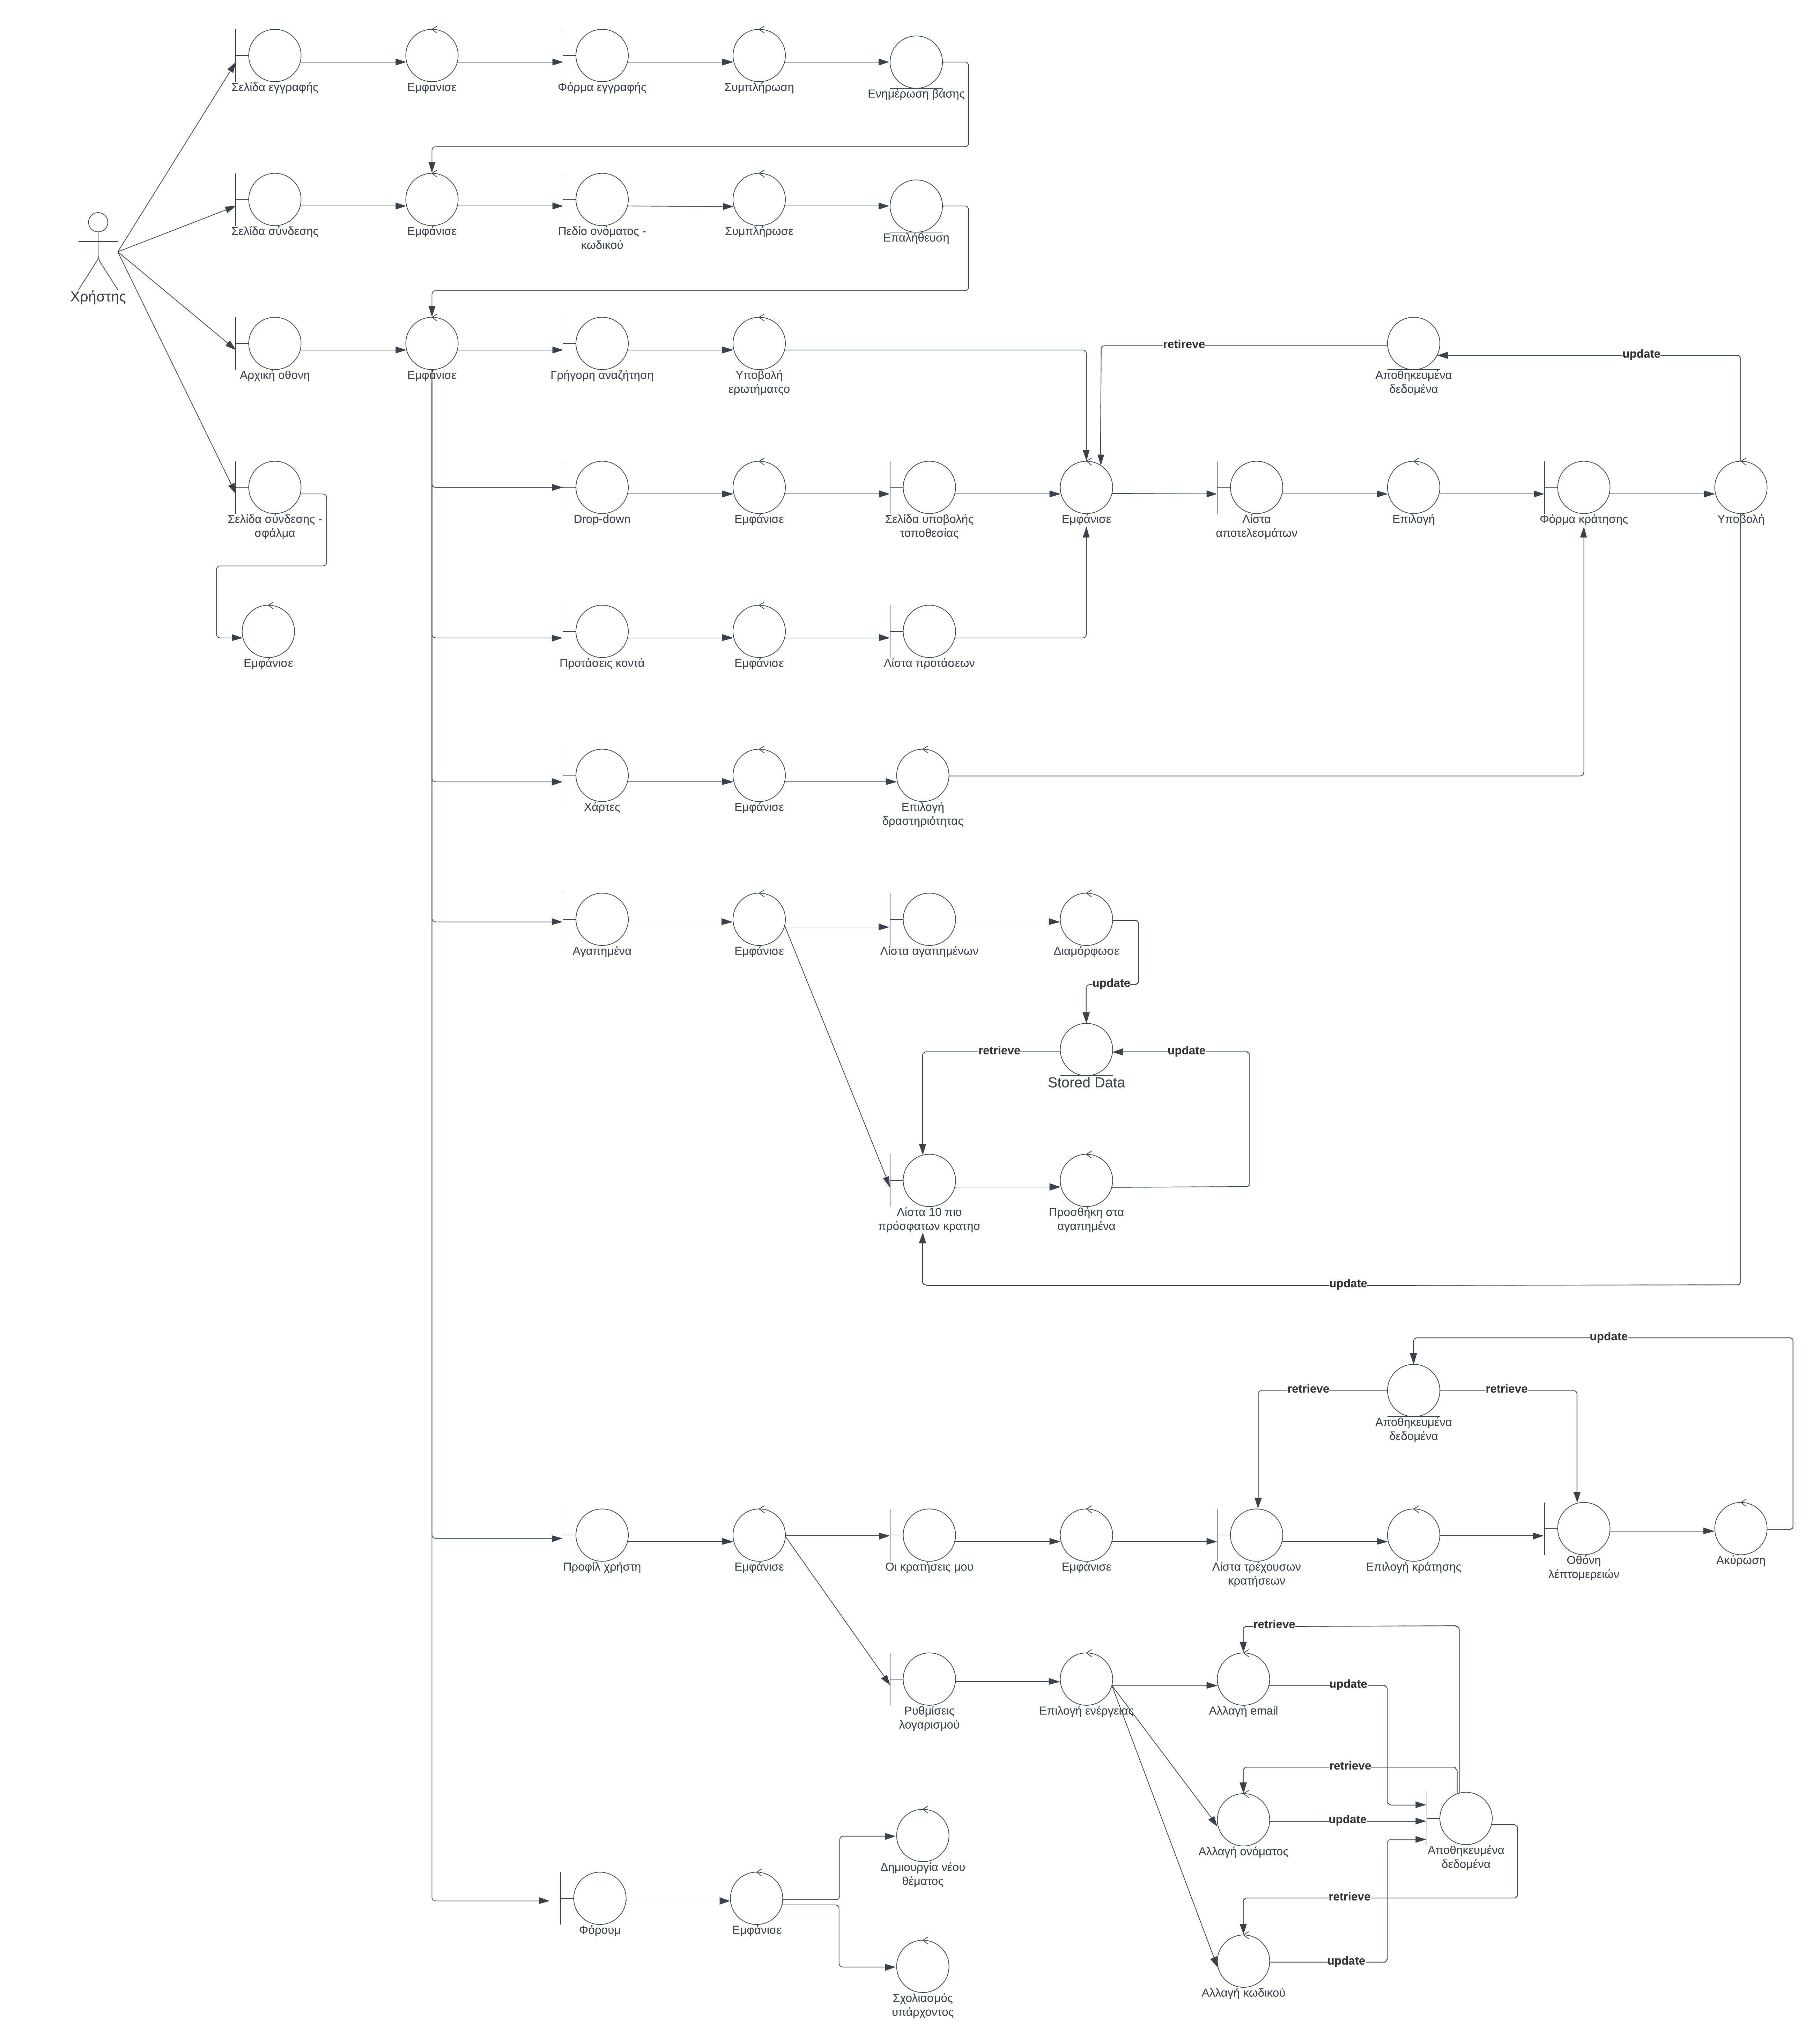 Σελίδα εγγραφής
Εμφανισε
Φόρμα εγγραφής
Συμπλήρωση
Ενημέρωση βάσης
Σελίδα σύνδεσης
Εμφάνισε
Πεδίο ονόματος -
κωδικού
Συμπλήρωσε
Επαλήθευση
Χρήστης
Αρχική οθονη
Εμφάνισε
Γρήγορη αναζήτηση
Υποβολή
ερωτήματςο
retireve
Αποθηκευμένα
δεδομένα
update
Σελίδα σύνδεσης -
σφάλμα
Drop-down
Εμφάνισε
Σελίδα υποβολής
τοποθεσίας
Εμφάνισε
Λίστα
αποτελεσμάτων
Επιλογή
Φόρμα κράτησης
Υποβολή
Εμφάνισε
Προτάσεις κοντά
Εμφάνισε
Λίστα προτάσεων
Χάρτες
Εμφάνισε
Επιλογή
δραστηριότητας
Αγαπημένα
Εμφάνισε
Λίστα αγαπημένων
Διαμόρφωσε
update
retrieve
update
Stored Data
Λίστα 10 πιο
πρόσφατων κρατησ
Προσθήκη στα
αγαπημένα
update
update
retrieve
retrieve
Αποθηκευμένα
δεδομένα
Προφίλ χρήστη
Εμφάνισε
Οι κρατήσεις μου
Εμφάνισε
Λίστα τρέχουσων
κρατήσεων
Επιλογή κράτησης
Οθόνη
λέπτομερειών
Ακύρωση
retrieve
Ρυθμίσεις
λογαρισμού
Επιλογή ενέργειας
Αλλαγή email
update
retrieve
Αλλαγή ονόματος
update
Αποθηκευμένα
δεδομένα
Δημιουργία νέου
θέματος
retrieve
Φόρουμ
Εμφάνισε
Σχολιασμός
υπάρχοντος
Αλλαγή κωδικού
update